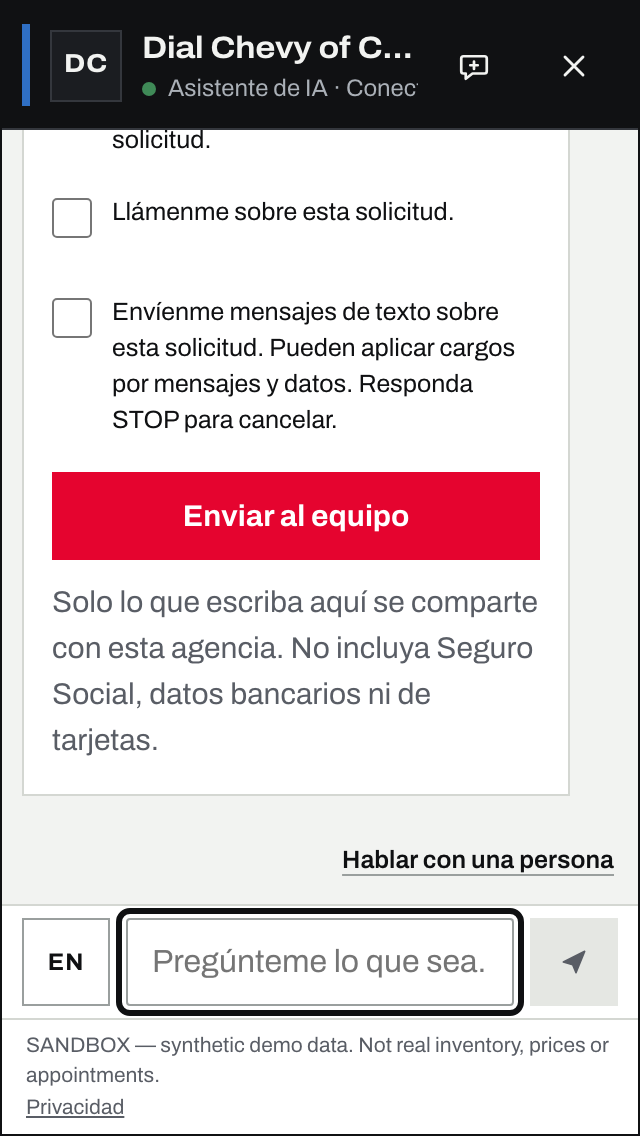 DC
Dial Chevy of C...
Asistente de IA · Conec
solicitud.
Llámenme sobre esta solicitud.
Envíenme mensajes de texto sobre
esta solicitud. Pueden aplicar cargos
por mensajes y datos. Responda
STOP para cancelar.
Enviar al equipo
Solo lo que escriba aquí se comparte
con esta agencia. No incluya Seguro
Social, datos bancarios ni de
tarjetas.
Hablar con una persona
EN
Pregúnteme lo que sea.
SANDBOX — synthetic demo data. Not real inventory, prices or
appointments.
Privacidad